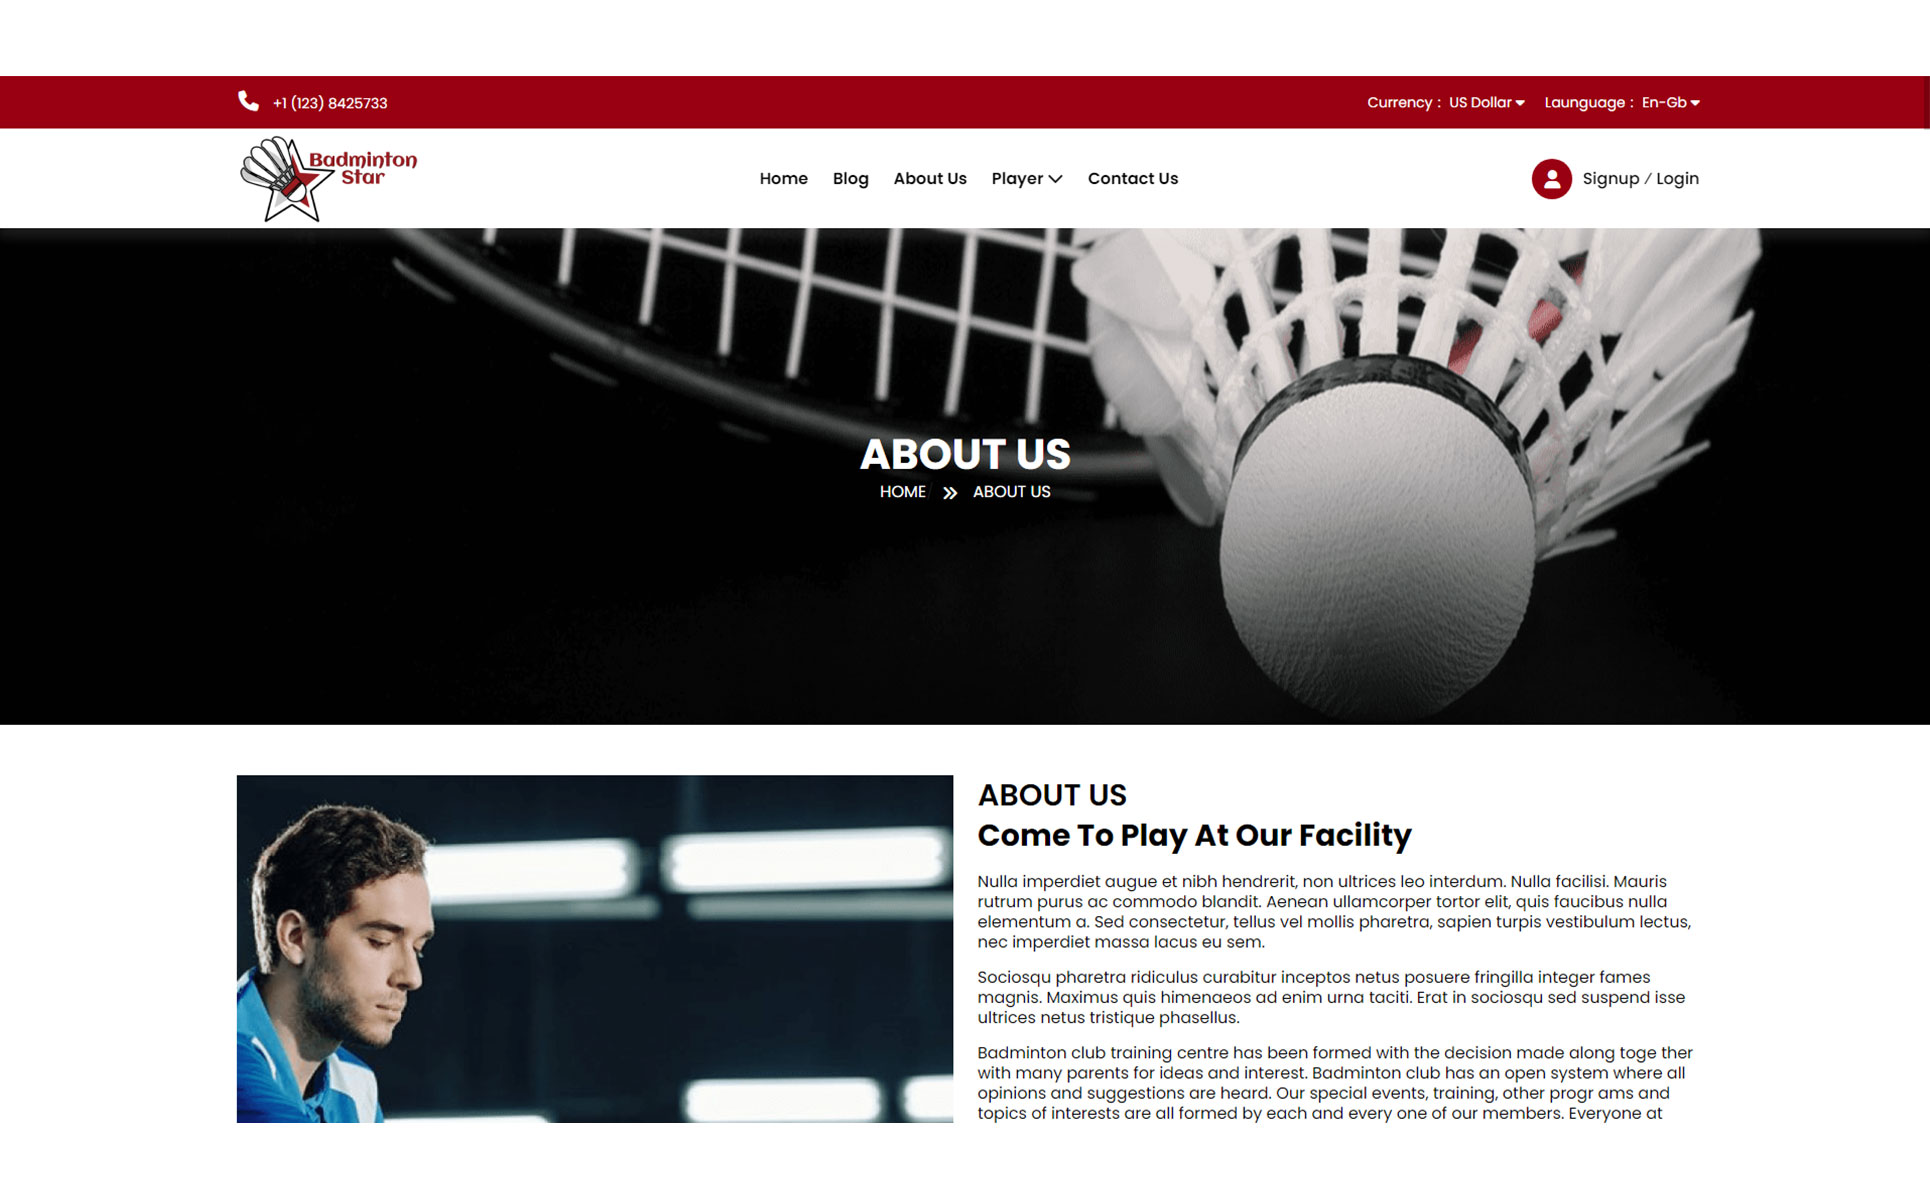 +1 (123) 8425733
Currency : US Dollar
Launguage : En-Gb
Badminton
Star
Home
Blog
About Us
Player
Contact Us
Signup / Login
ABOUT US
HOME
ABOUT US
ABOUT US
Come To Play At Our Facility
Nulla imperdiet augue et nibh hendrerit, non ultrices leo interdum. Nulla facilisi. Mauris
rutrum purus ac commodo blandit. Aenean ullamcorper tortor elit, quis faucibus nulla
elementum a. Sed consectetur, tellus vel mollis pharetra, sapien turpis vestibulum lectus,
nec imperdiet massa lacus eu sem.
Sociosqu pharetra ridiculus curabitur inceptos netus posuere fringilla integer fames
magnis. Maximus quis himenaeos ad enim urna taciti. Erat in sociosqu sed suspend isse
ultrices netus tristique phasellus.
Badminton club training centre has been formed with the decision made along toge ther
with many parents for ideas and interest. Badminton club has an open system where all
opinions and suggestions are heard. Our special events, training, other progr ams and
topics of interests are all formed by each and every one of our members. Everyone at